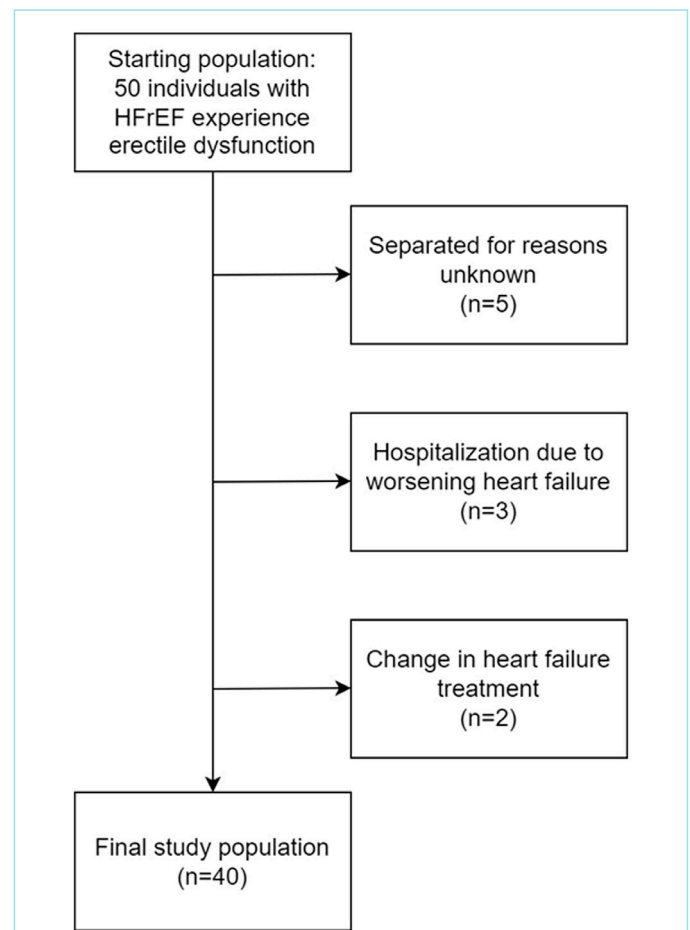 Starting population:
50 individuals with
HFrEF experience
erectile dysfunction
Separated for reasons
unknown
(n=5)
Hospitalization due to
worsening heart failure
(n=3)
Change in heart failure
treatment
(n=2)
Final study population
(n=40)